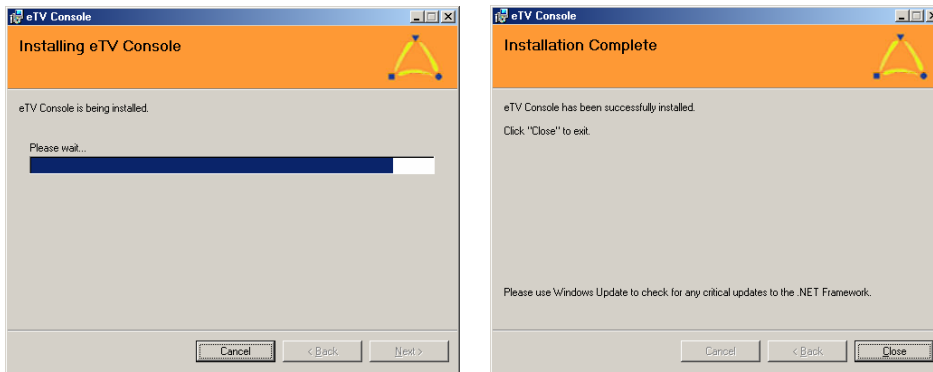 eTV Console
Installing eTV Console
eTV Console is being installed.
Please wait...
Cancel
< Back
Next >
eTV Console
Installation Complete
eTV Console has been successfully installed.
Click "Close" to exit.
Please use Windows Update to check for any critical updates to the .NET Framework.
Cancel
< Back
Close